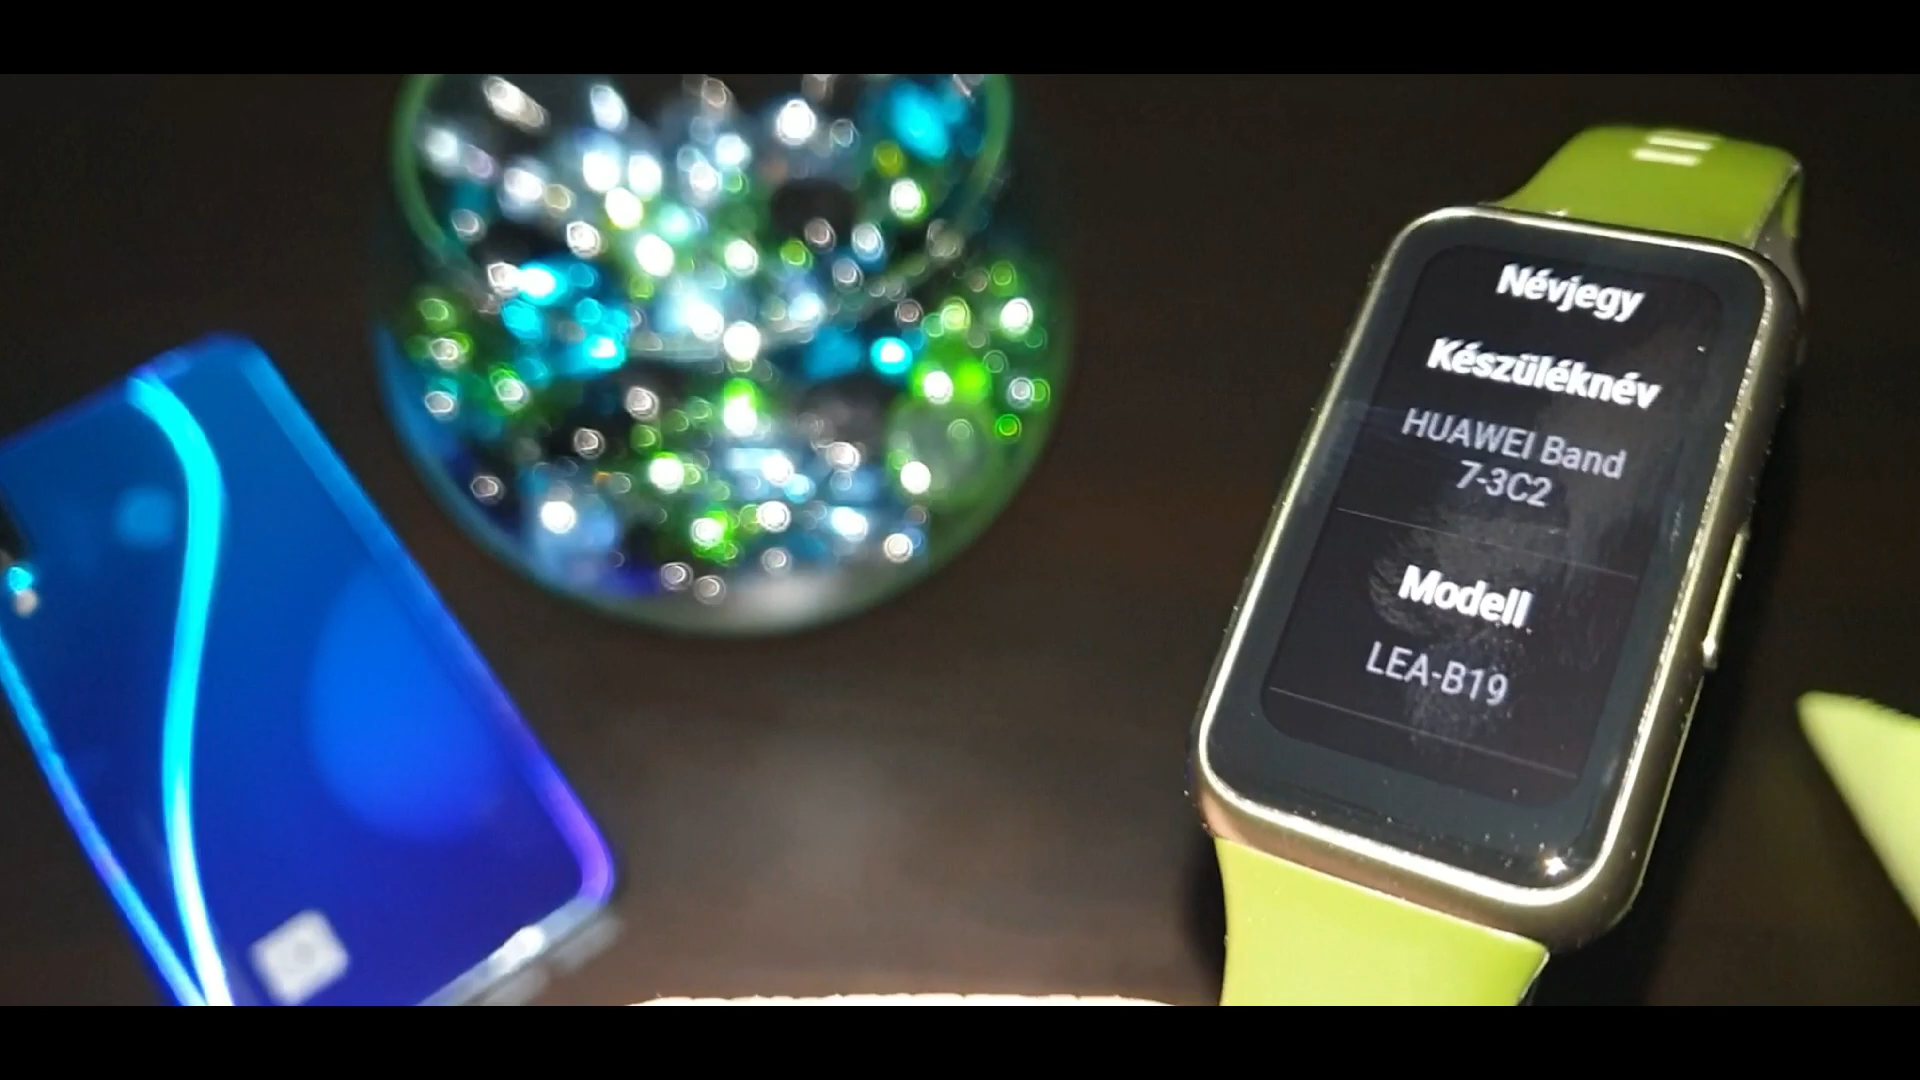 Névjegy
Készüléknév
HUAWEI Band
7-3C2
Modell
LEA-B19